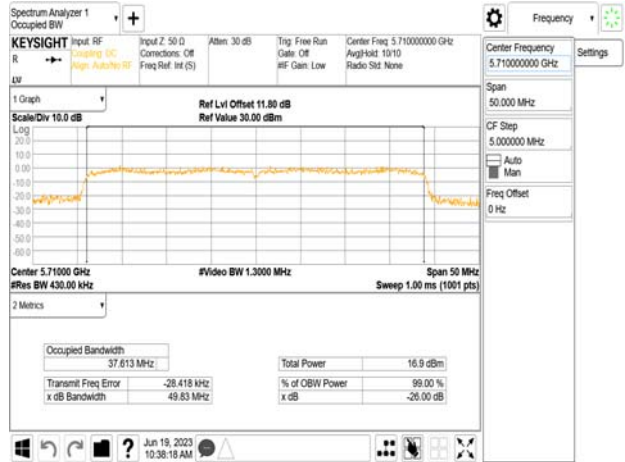 Spectrum Analyzer 1
Occupied BW
Frequency
KEYSIGHT
R
Input: RF
Coupling: DC
Align: Auto/No RF
Input Z: 50 Ω
Corrections: Off
Freq Ref: Int (S)
Atten: 30 dB
Trig: Free Run
Gate: Off
#IF Gain: Low
Center Freq: 5.710000000 GHz
Avg|Hold: 10/10
Radio Std: None
Center Frequency
5.710000000 GHz
Settings
Span
50.000 MHz
CF Step
5.000000 MHz
Auto
Man
Freq Offset
0 Hz
1 Graph
Scale/Div 10.0 dB
Ref Lvl Offset 11.80 dB
Ref Value 30.00 dBm
Log
20.0
10.0
0.00
-10.0
-20.0
-30.0
-40.0
-50.0
-60.0
Center 5.71000 GHz
#Res BW 430.00 kHz
#Video BW 1.3000 MHz
Span 50 MHz
Sweep 1.00 ms (1001 pts)
2 Metrics
Occupied Bandwidth
37.613 MHz
Total Power 16.9 dBm
Transmit Freq Error -28.418 kHz
% of OBW Power 99.00 %
x dB Bandwidth 49.83 MHz
x dB -26.00 dB
?
Jun 19, 2023
10:38:18 AM